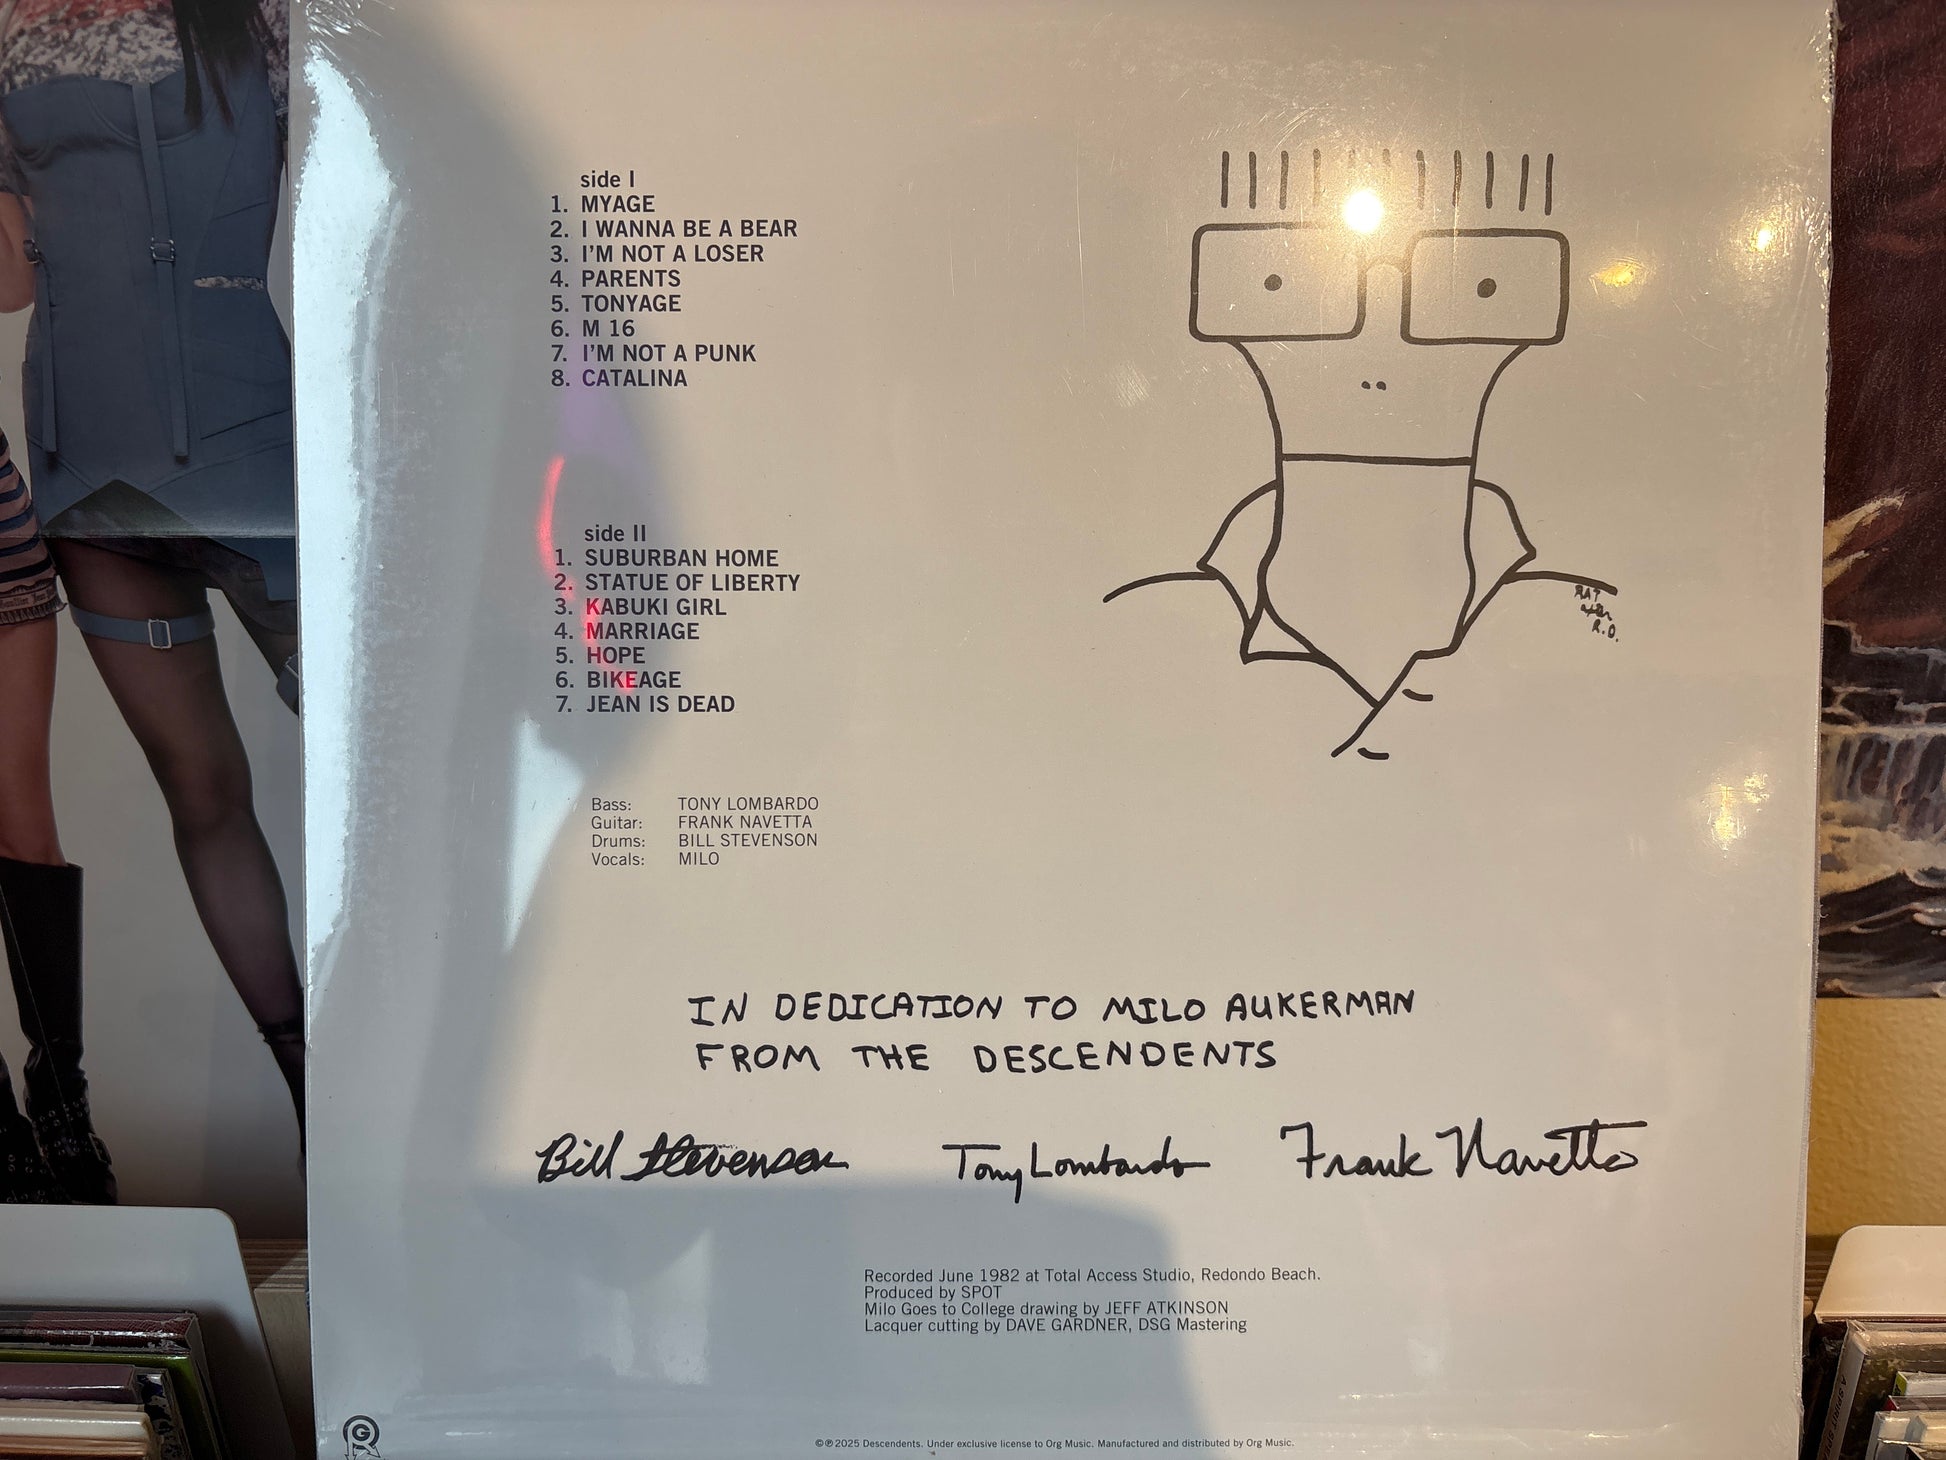 side I
1. MYAGE
2. I WANNA BE A BEAR
3. I'M NOT A LOSER
4. PARENTS
5. TONYAGE
6. M 16
7. I'M NOT A PUNK
8. CATALINA
side II
1. SUBURBAN HOME
2. STATUE OF LIBERTY
3. KABUKI GIRL
4. MARRIAGE
5. HOPE
6. BIKEAGE
7. JEAN IS DEAD
Bass: TONY LOMBARDO
Guitar: FRANK NAVETTA
Drums: BILL STEVENSON
Vocals: MILO
RAT
after
R.D.
IN DEDICATION TO MILO AUKERMAN
FROM THE DESCENDENTS
Bill Stevenson Tony Lombardo Frank Navetta
Recorded June 1982 at Total Access Studio, Redondo Beach.
Produced by SPOT
Milo Goes to College drawing by JEFF ATKINSON
Lacquer cutting by DAVE GARDNER, DSG Mastering
©℗2025 Descendents. Under exclusive license to Org Music. Manufactured and distributed by Org Music.